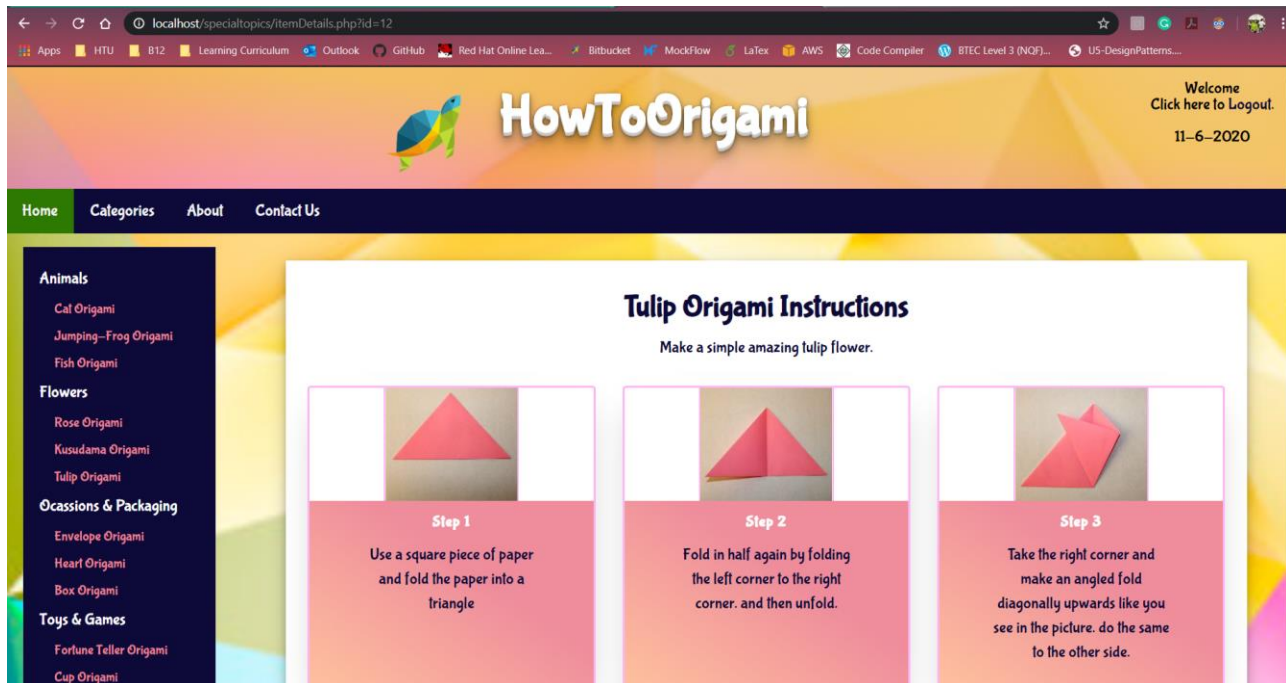 localhost/specialtopics/itemDetails.php?id=12
Apps HTU B12 Learning Curriculum Outlook GitHub Red Hat Online Lea... Bitbucket MockFlow LaTex AWS Code Compiler BTEC Level 3 (NQF)... U5-DesignPatterns....
HowToOrigami
Welcome
Click here to Logout.
11-6-2020
Home Categories About Contact Us
Animals
Cat Origami
Jumping-Frog Origami
Fish Origami
Flowers
Rose Origami
Kusudama Origami
Tulip Origami
Ocassions & Packaging
Envelope Origami
Heart Origami
Box Origami
Toys & Games
Fortune Teller Origami
Cup Origami
Tulip Origami Instructions
Make a simple amazing tulip flower.
Step 1
Use a square piece of paper
and fold the paper into a
triangle
Step 2
Fold in half again by folding
the left corner to the right
corner. and then unfold.
Step 3
Take the right corner and
make an angled fold
diagonally upwards like you
see in the picture. do the same
to the other side.